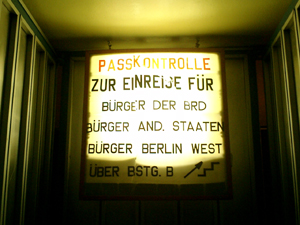 PASSKONTROLLE
ZUR EINREISE FÜR
BÜRGER DER BRD
BÜRGER AND. STAATEN
BÜRGER BERLIN WEST
ÜBER BSTG. B